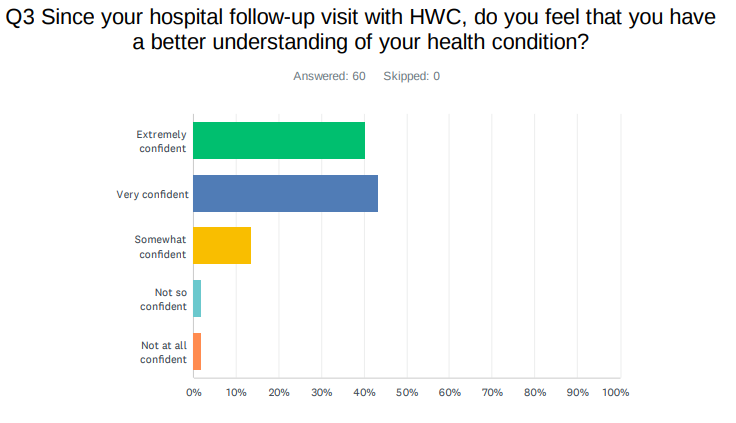 Q3 Since your hospital follow-up visit with HWC, do you feel that you have
a better understanding of your health condition?
Answered: 60 Skipped: 0
Extremely
confident
Very confident
Somewhat
confident
Not so
confident
Not at all
confident
0% 10% 20% 30% 40% 50% 60% 70% 80% 90% 100%